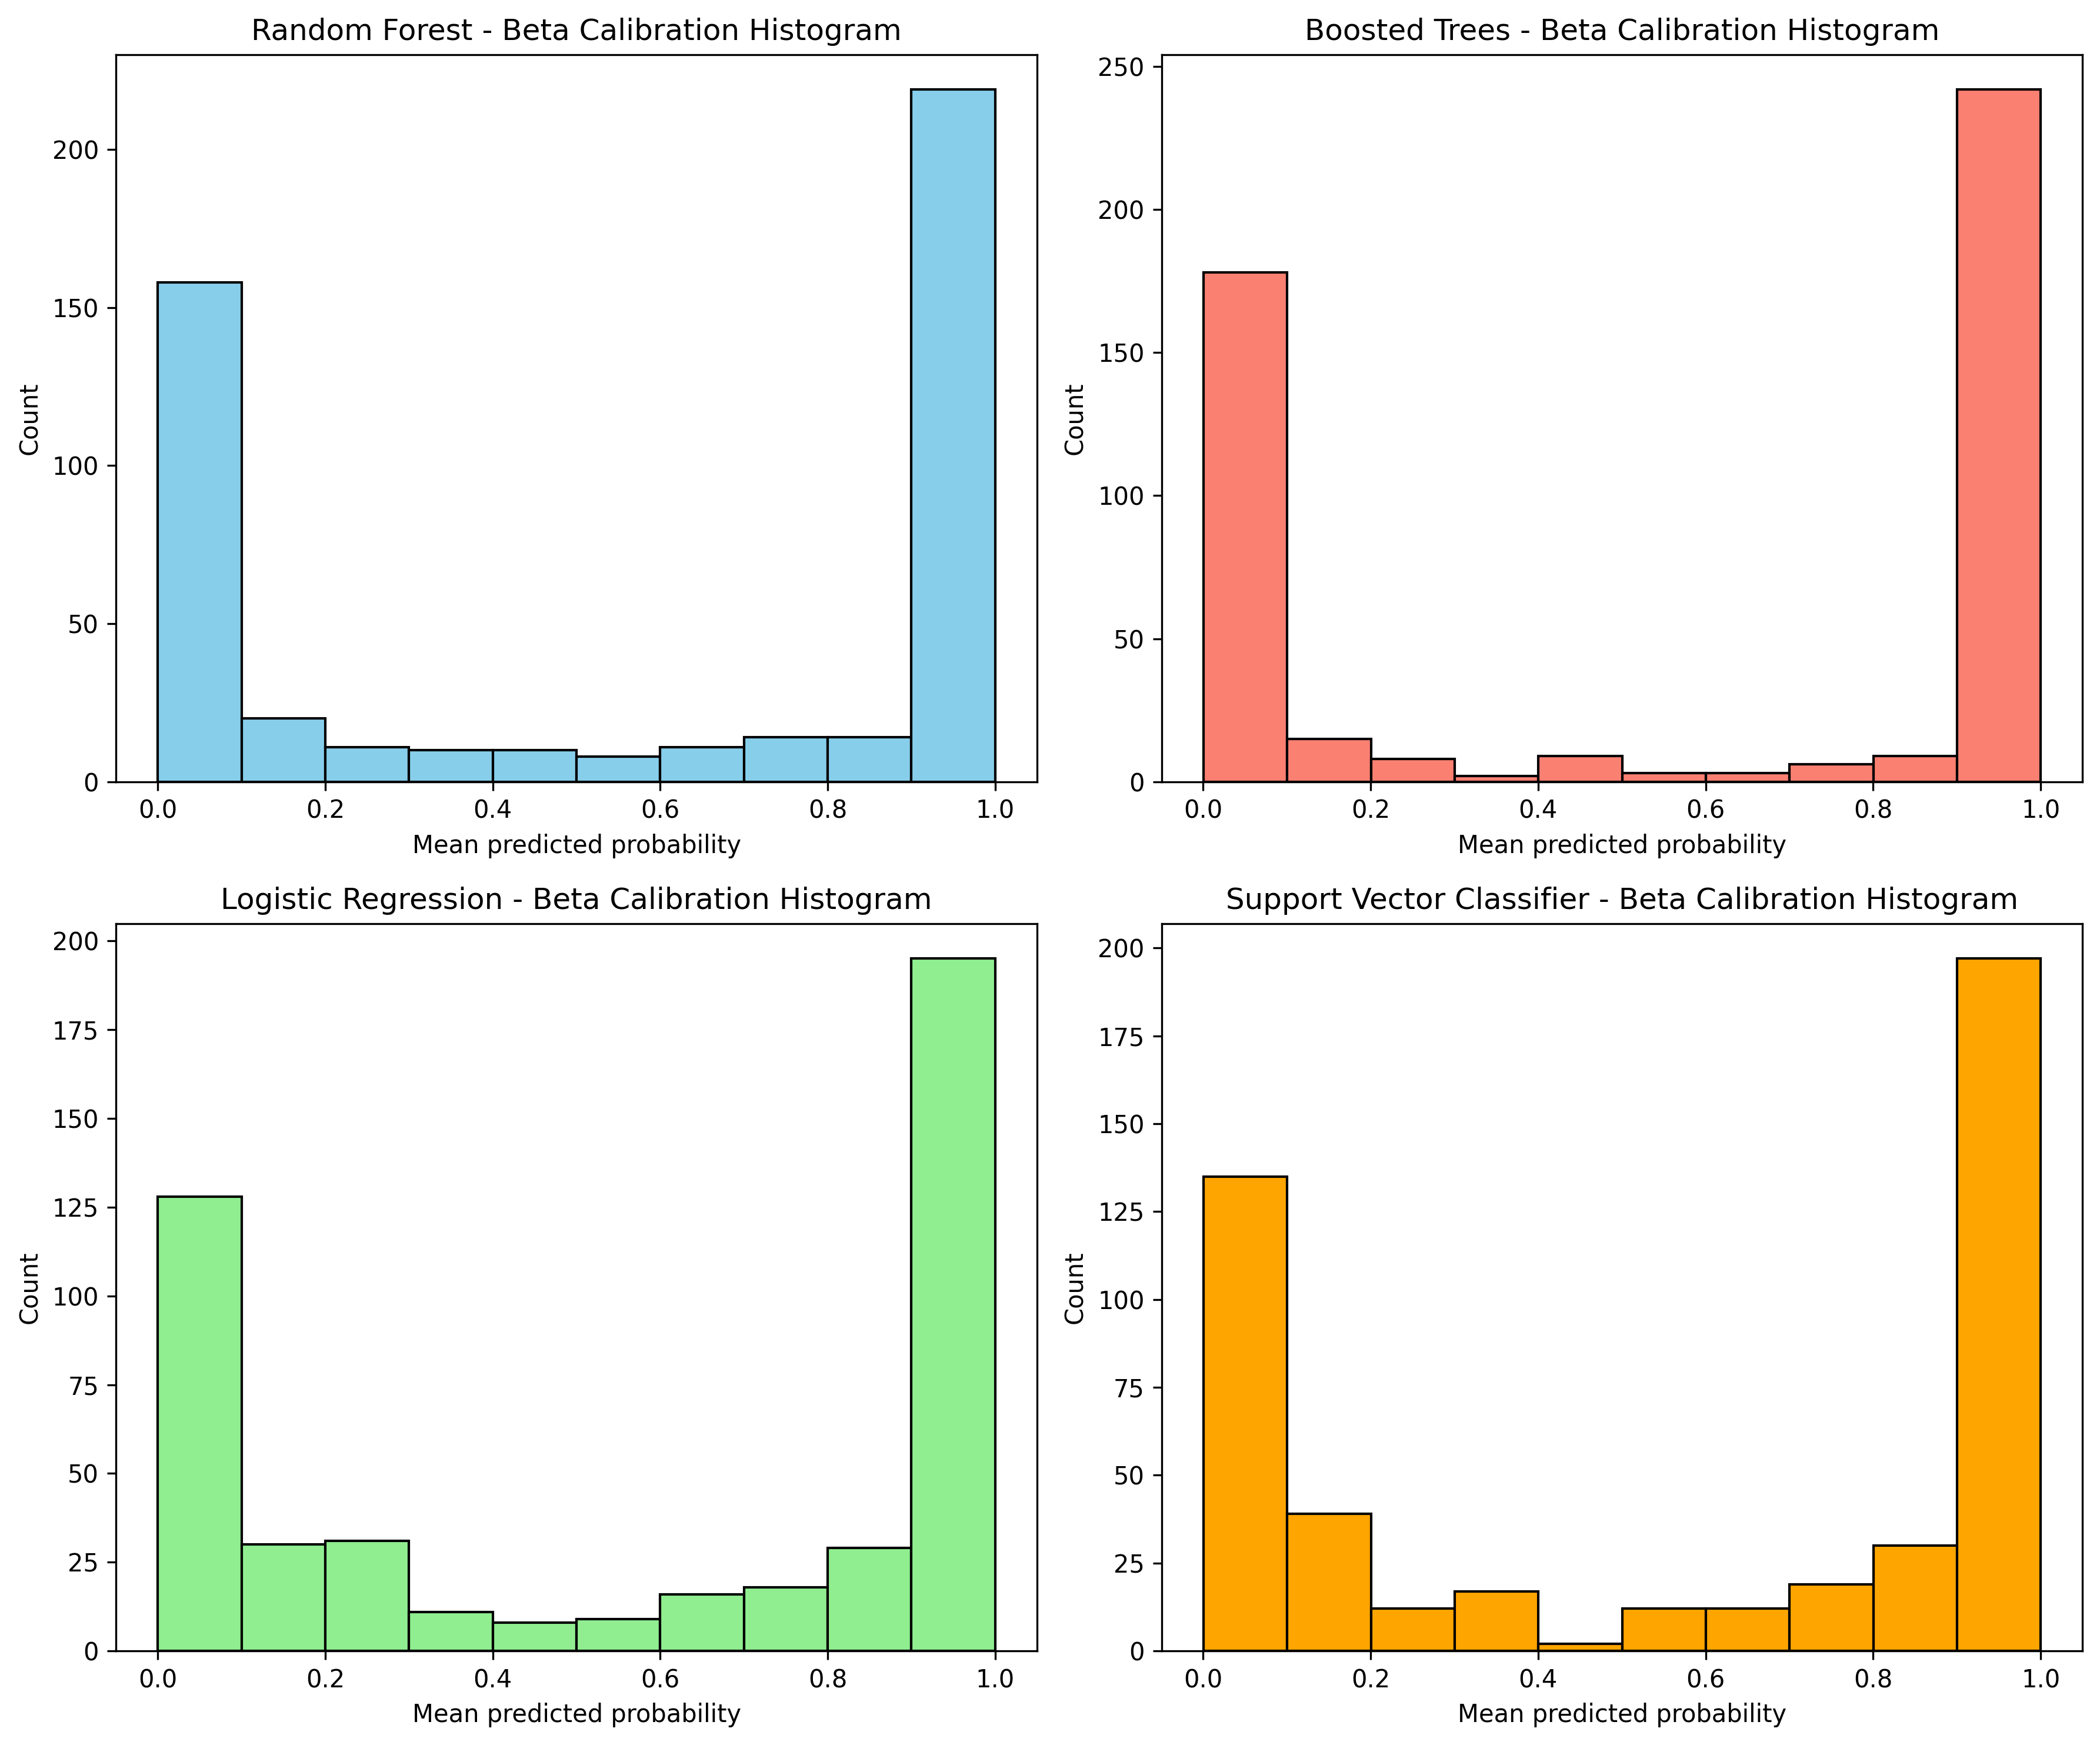 Random Forest - Beta Calibration Histogram
Count
200
150
100
50
0
0.0 0.2 0.4 0.6 0.8 1.0
Mean predicted probability
Boosted Trees - Beta Calibration Histogram
Count
250
200
150
100
50
0
0.0 0.2 0.4 0.6 0.8 1.0
Mean predicted probability
Logistic Regression - Beta Calibration Histogram
Count
200
175
150
125
100
75
50
25
0
0.0 0.2 0.4 0.6 0.8 1.0
Mean predicted probability
Support Vector Classifier - Beta Calibration Histogram
Count
200
175
150
125
100
75
50
25
0
0.0 0.2 0.4 0.6 0.8 1.0
Mean predicted probability